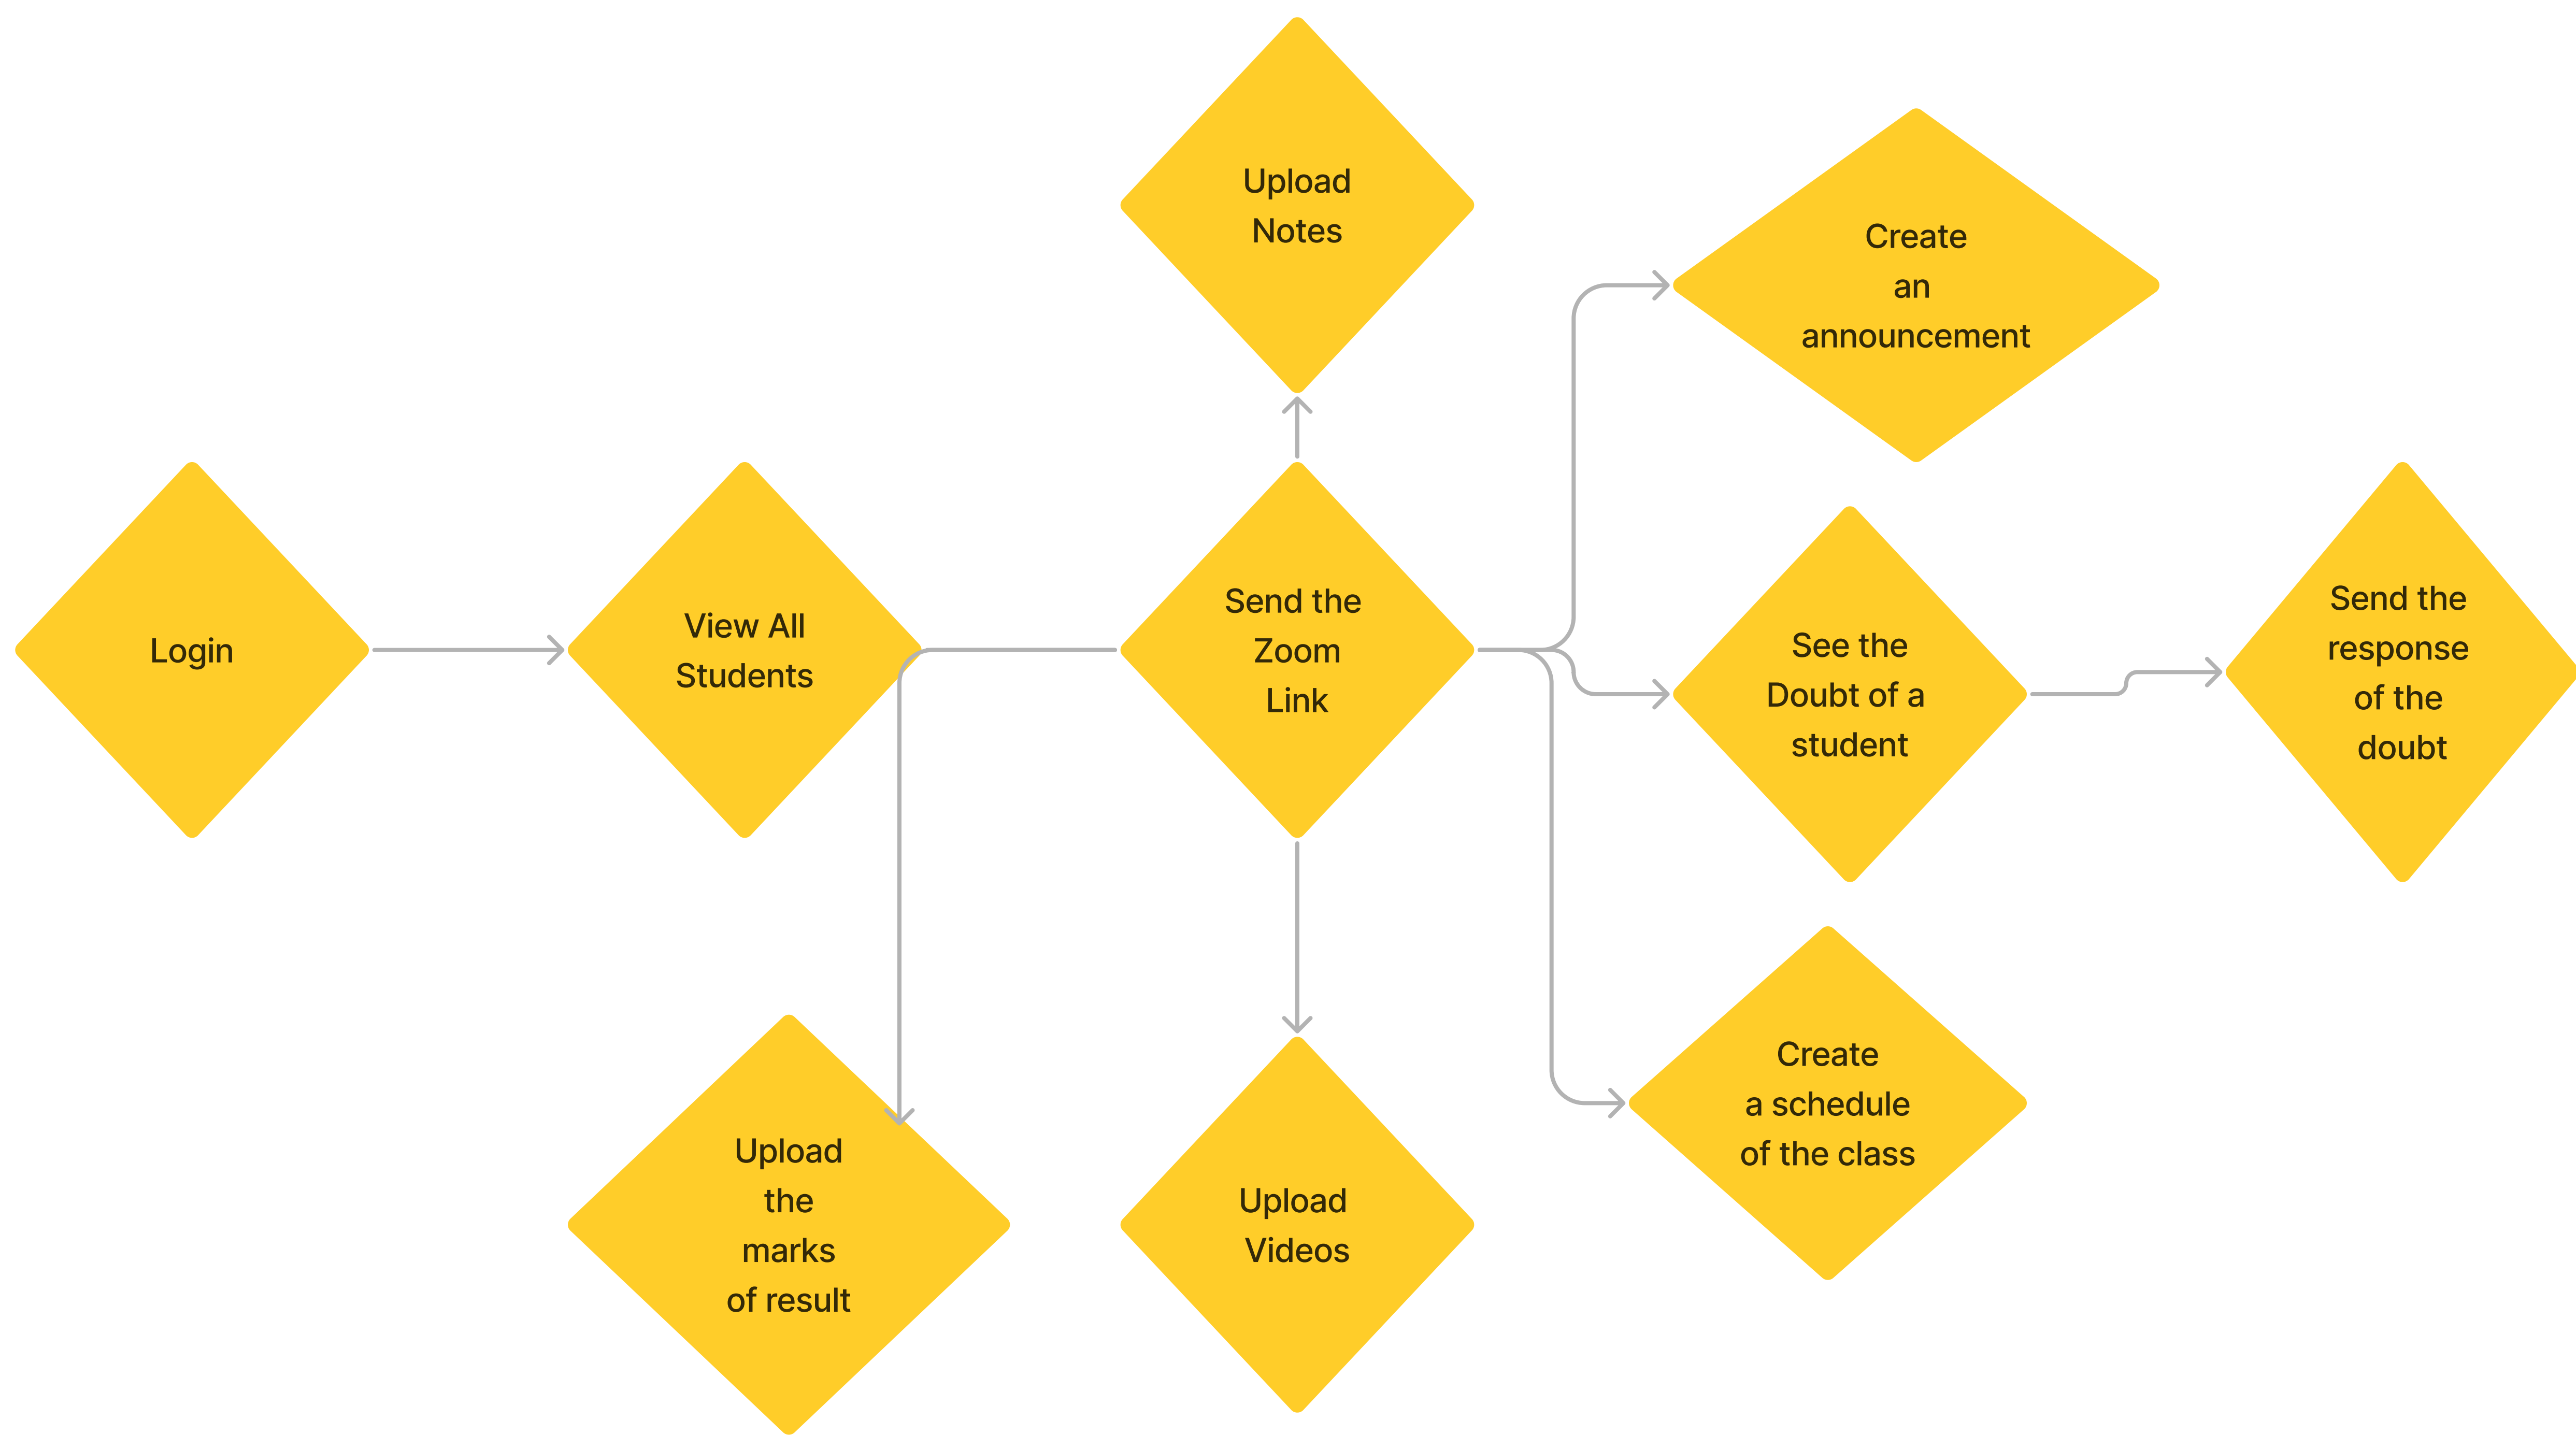 Upload
Notes
Create
an
announcement
Login
View All
Students
Send the
Zoom
Link
See the
Doubt of a
student
Send the
response
of the
doubt
Upload
the
marks
of result
Upload
Videos
Create
a schedule
of the class